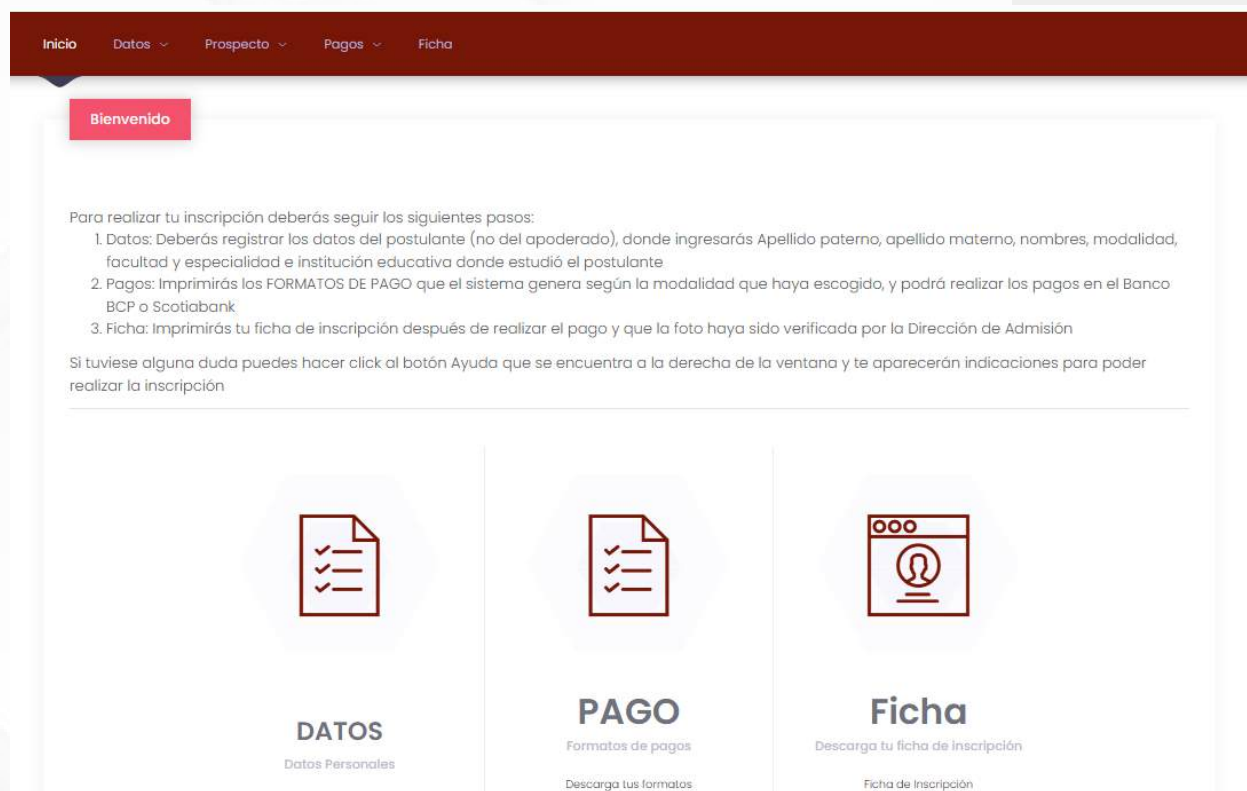 Inicio Datos Prospecto Pagos Ficha
Bienvenido
Para realizar tu inscripción deberás seguir los siguientes pasos:
1. Datos: Deberás registrar los datos del postulante (no del apoderado), donde ingresarás Apellido paterno, apellido materno, nombres, modalidad,
facultad y especialidad e institución educativa donde estudió el postulante
2. Pagos: Imprimirás los FORMATOS DE PAGO que el sistema genera según la modalidad que haya escogido, y podrá realizar los pagos en el Banco
BCP o Scotiabank
3. Ficha: Imprimirás tu ficha de inscripción después de realizar el pago y que la foto haya sido verificada por la Dirección de Admisión
Si tuviese alguna duda puedes hacer click al botón Ayuda que se encuentra a la derecha de la ventana y te aparecerán indicaciones para poder
realizar la inscripción
DATOS
Datos Personales
PAGO
Formatos de pagos
Descarga tus formatos
Ficha
Descarga tu ficha de inscripción
Ficha de Inscripción